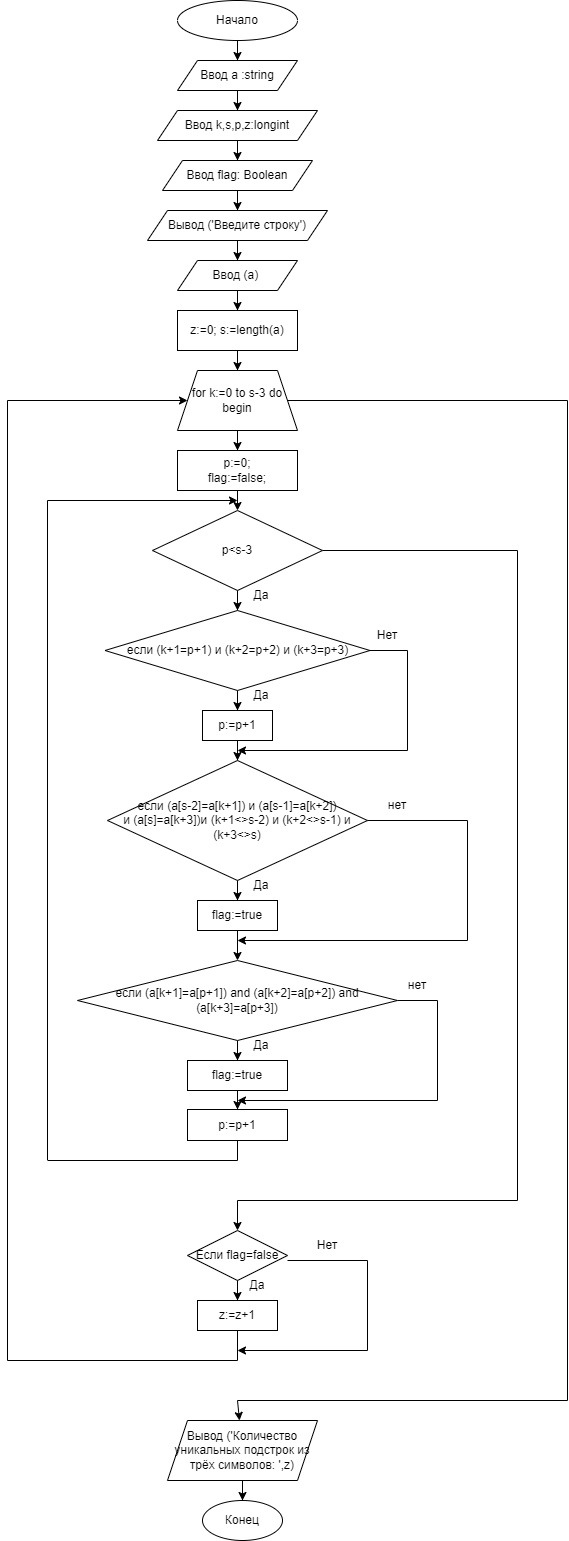 Начало
Ввод a :string
Ввод k,s,p,z:longint
Ввод flag: Boolean
Вывод ('Введите строку')
Ввод (a)
z:=0; s:=length(a)
for k:=0 to s-3 do
begin
p:=0;
flag:=false;
p<s-3
Да
если (k+1=p+1) и (k+2=p+2) и (k+3=p+3)
Нет
Да
p:=p+1
если (a[s-2]=a[k+1]) и (a[s-1]=a[k+2])
и (a[s]=a[k+3])и (k+1<>s-2) и (k+2<>s-1) и
(k+3<>s)
нет
Да
flag:=true
если (a[k+1]=a[p+1]) and (a[k+2]=a[p+2]) and
(a[k+3]=a[p+3])
нет
Да
flag:=true
p:=p+1
Если flag=false
Нет
Да
z:=z+1
Вывод ('Количество
уникальных подстрок из
трёх символов: ',z)
Конец